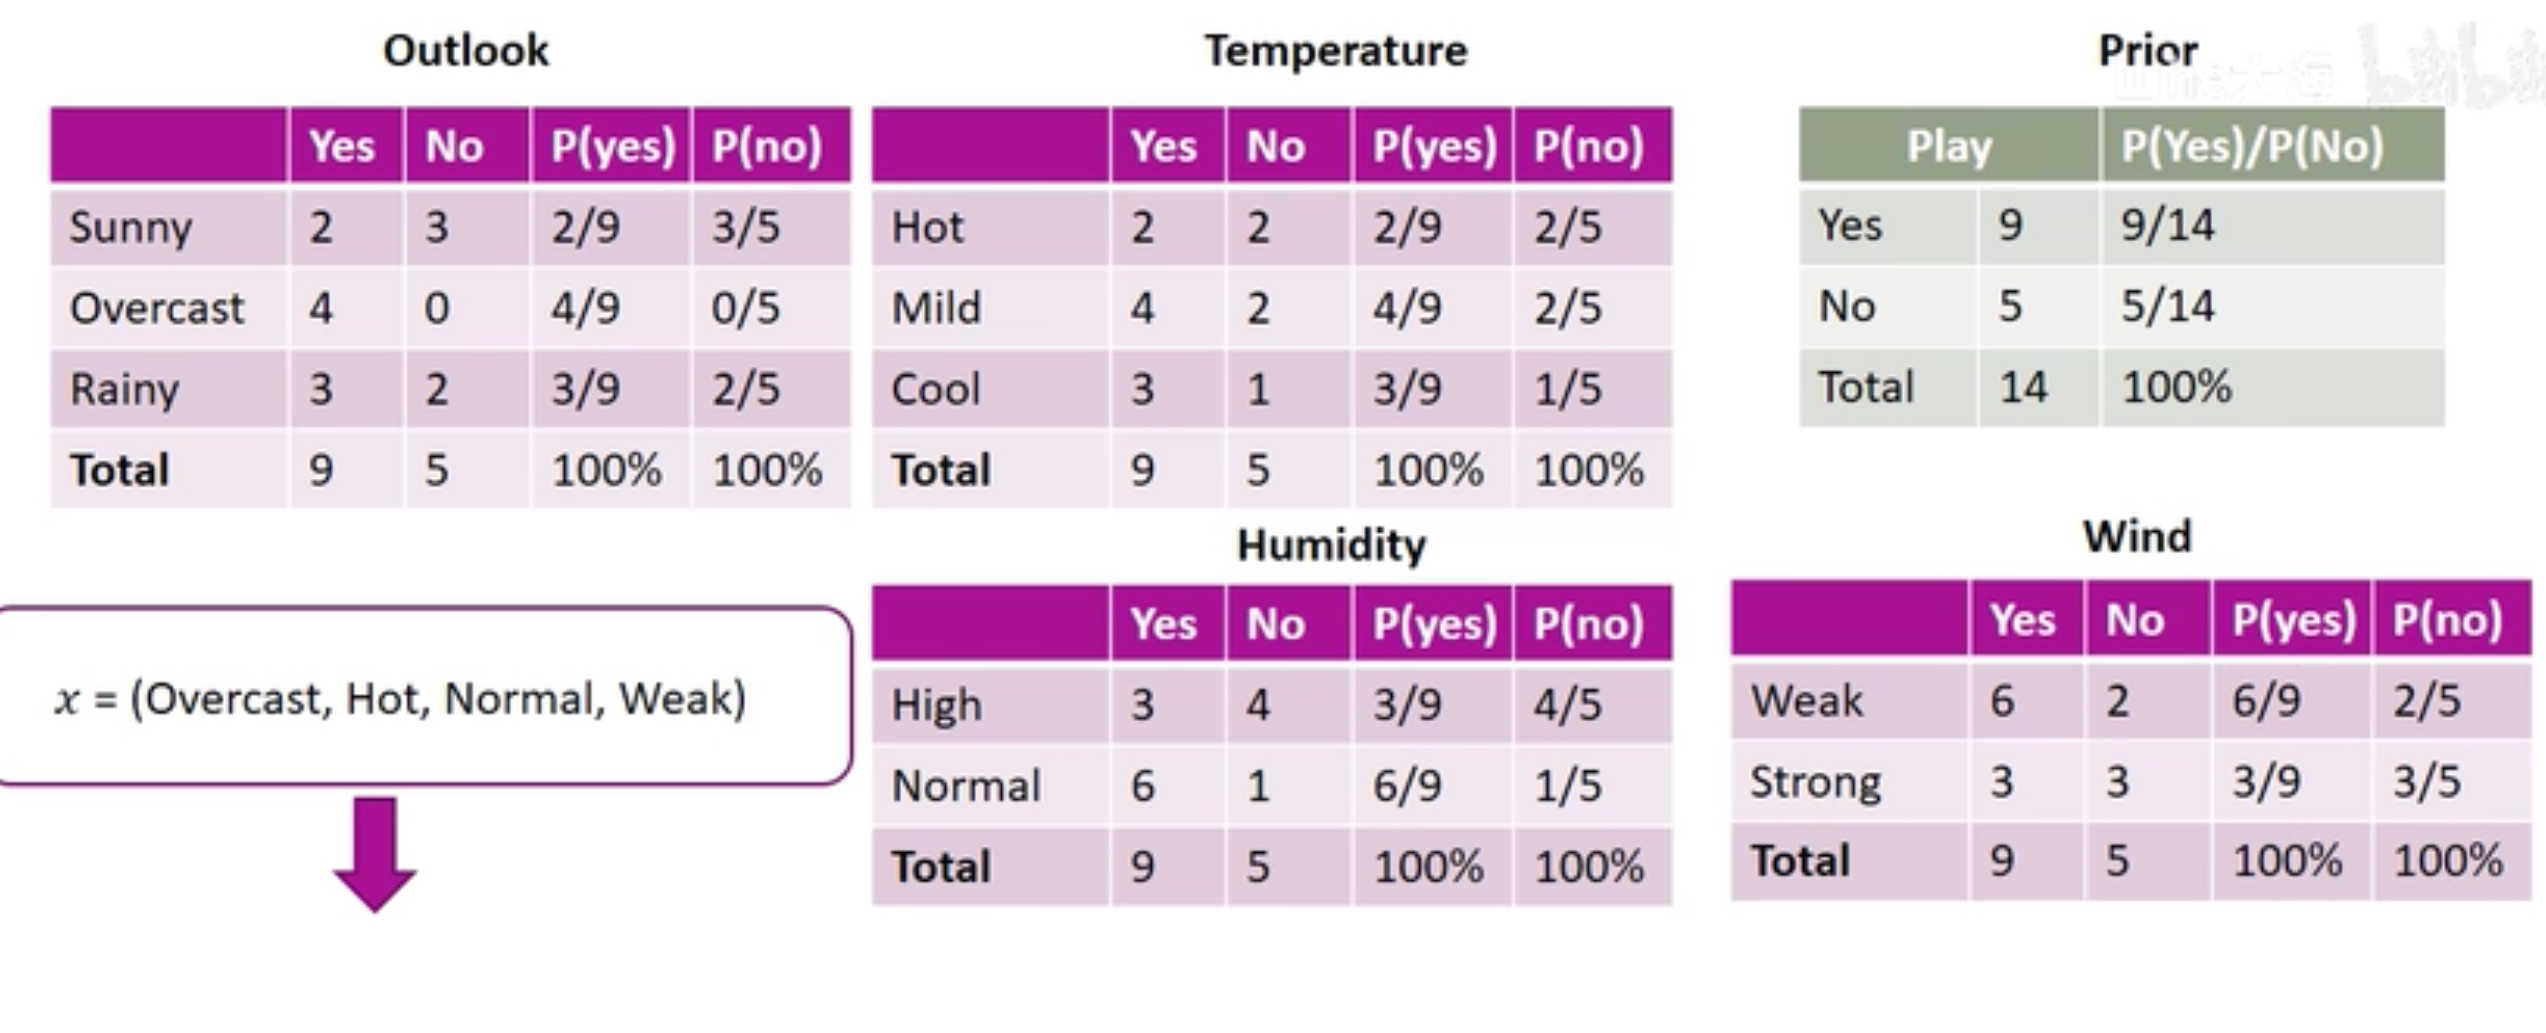 Outlook
Yes No P(yes) P(no)
Sunny 2 3 2/9 3/5
Overcast 4 0 4/9 0/5
Rainy 3 2 3/9 2/5
Total 9 5 100% 100%
Temperature
Yes No P(yes) P(no)
Hot 2 2 2/9 2/5
Mild 4 2 4/9 2/5
Cool 3 1 3/9 1/5
Total 9 5 100% 100%
Prior
Play P(Yes)/P(No)
Yes 9 9/14
No 5 5/14
Total 14 100%
x = (Overcast, Hot, Normal, Weak)
Humidity
Yes No P(yes) P(no)
High 3 4 3/9 4/5
Normal 6 1 6/9 1/5
Total 9 5 100% 100%
Wind
Yes No P(yes) P(no)
Weak 6 2 6/9 2/5
Strong 3 3 3/9 3/5
Total 9 5 100% 100%